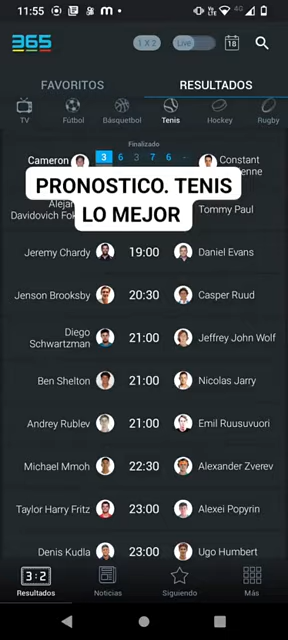 11:55
4G
365
1 X 2
Live
18
FAVORITOS
RESULTADOS
TV
Fútbol
Básquetbol
Tenis
Hockey
Rugby
Finalizado
Cameron
3 6 3 7 6 -
Constant
PRONOSTICO. TENIS
LO MEJOR
Davidovich
Tommy Paul
Jeremy Chardy 19:00 Daniel Evans
Jenson Brooksby 20:30 Casper Ruud
Diego
Schwartzman 21:00 Jeffrey John Wolf
Ben Shelton 21:00 Nicolas Jarry
Andrey Rublev 21:00 Emil Ruusuvuori
Michael Mmoh 22:30 Alexander Zverev
Taylor Harry Fritz 23:00 Alexei Popyrin
Denis Kudla 23:00 Ugo Humbert
3:2
Resultados
Noticias
Siguiendo
Más